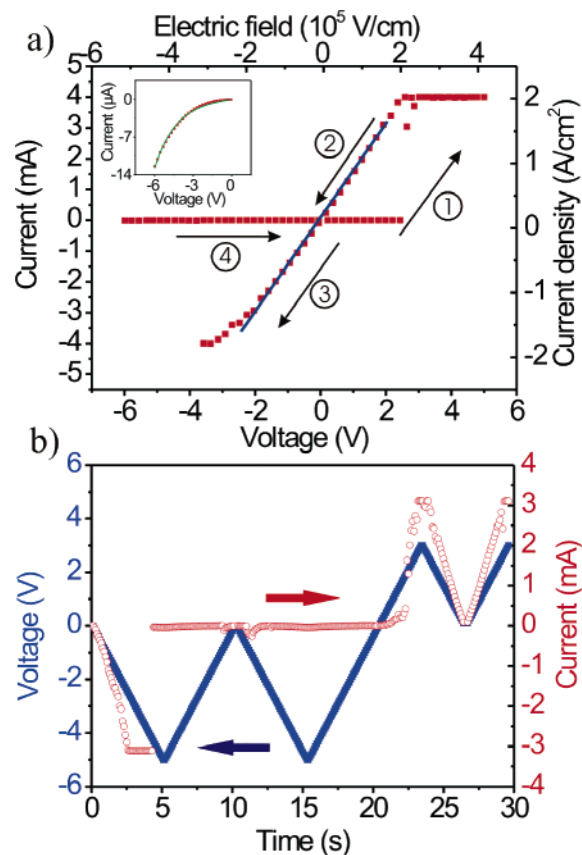 a)
Electric field (10⁵ V/cm)
-6 -4 -2 0 2 4
Current (mA)
4
3
2
1
0
-1
-2
-3
-4
-5
Current (µA)
0
-7
-14
-6 -3 0
Voltage (V)
②
①
④
③
2
1
0
-1
-2
Current density (A/cm²)
-6 -4 -2 0 2 4 6
Voltage (V)
b)
Voltage (V)
6
4
2
0
-2
-4
-6
4
3
2
1
0
-1
-2
-3
-4
Current (mA)
0 5 10 15 20 25 30
Time (s)